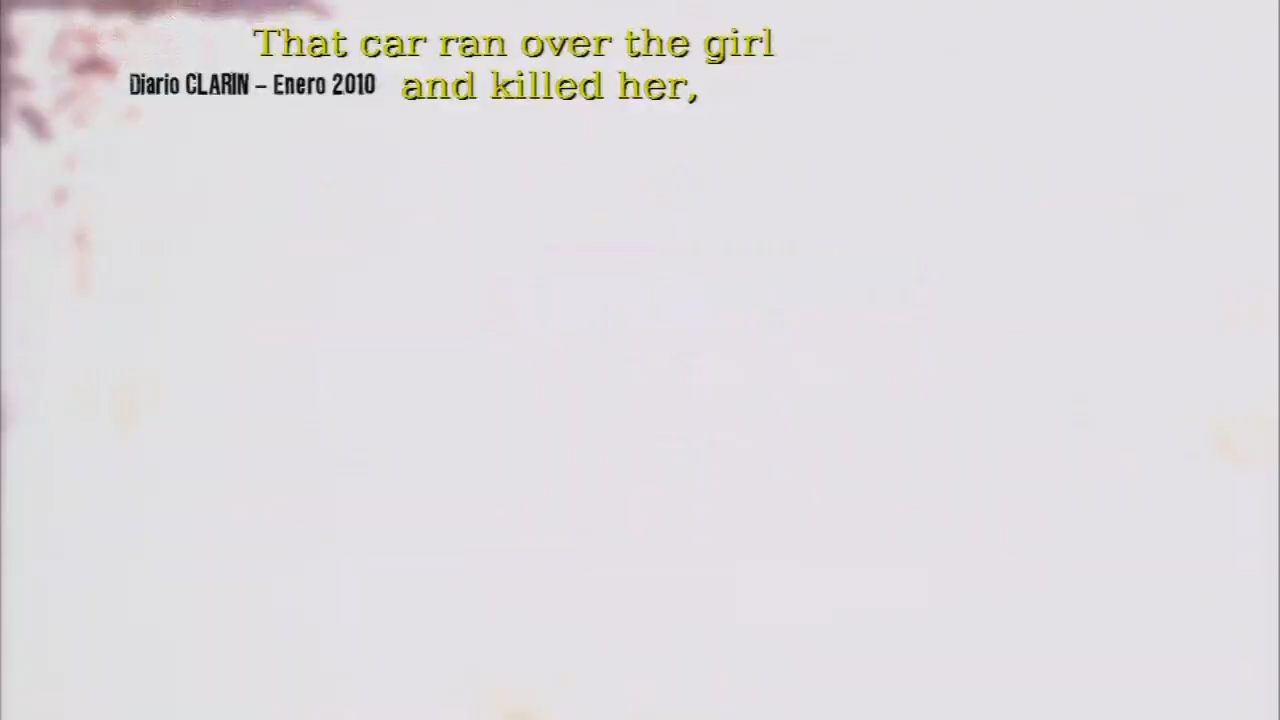 That car ran over the girl
Diario CLARIN – Enero 2010
and killed her,